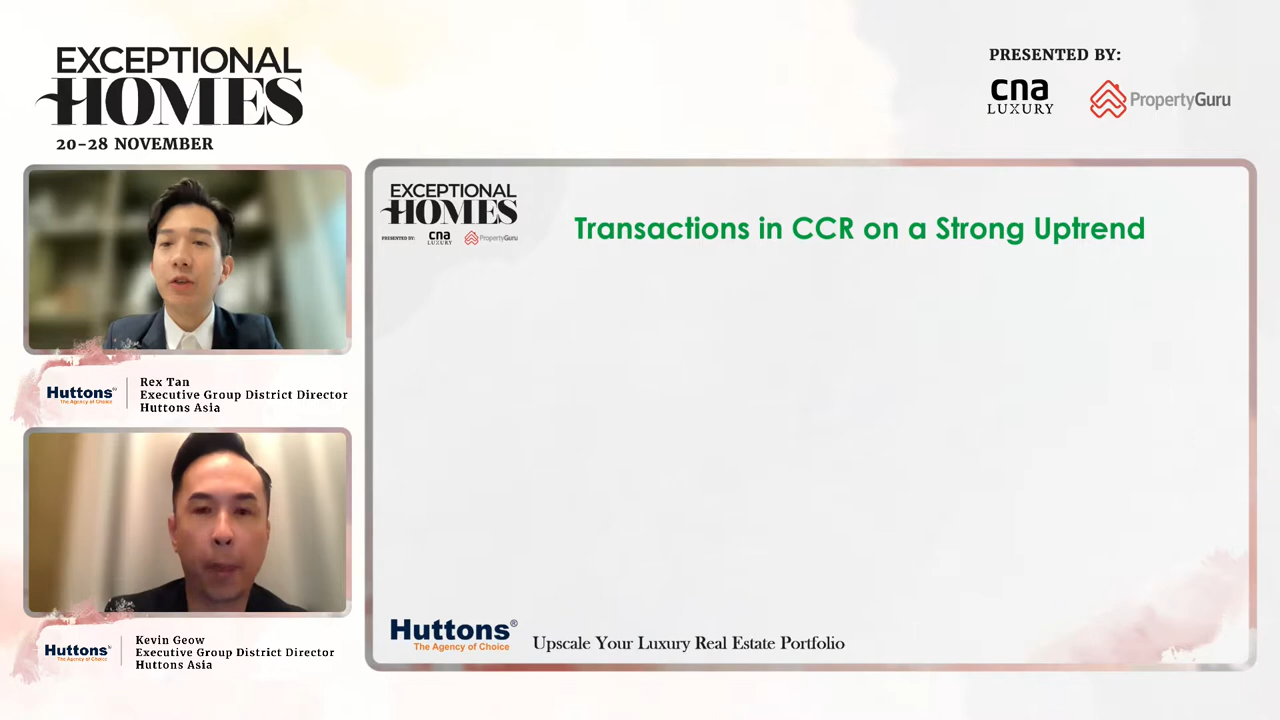 EXCEPTIONAL
HOMES
20-28 NOVEMBER
PRESENTED BY:
cna
LUXURY
PropertyGuru
Huttons®
The Agency of Choice
Rex Tan
Executive Group District Director
Huttons Asia
Huttons®
The Agency of Choice
Kevin Geow
Executive Group District Director
Huttons Asia
EXCEPTIONAL
HOMES
PRESENTED BY:
cna
LUXURY
PropertyGuru
Transactions in CCR on a Strong Uptrend
Huttons®
The Agency of Choice
Upscale Your Luxury Real Estate Portfolio